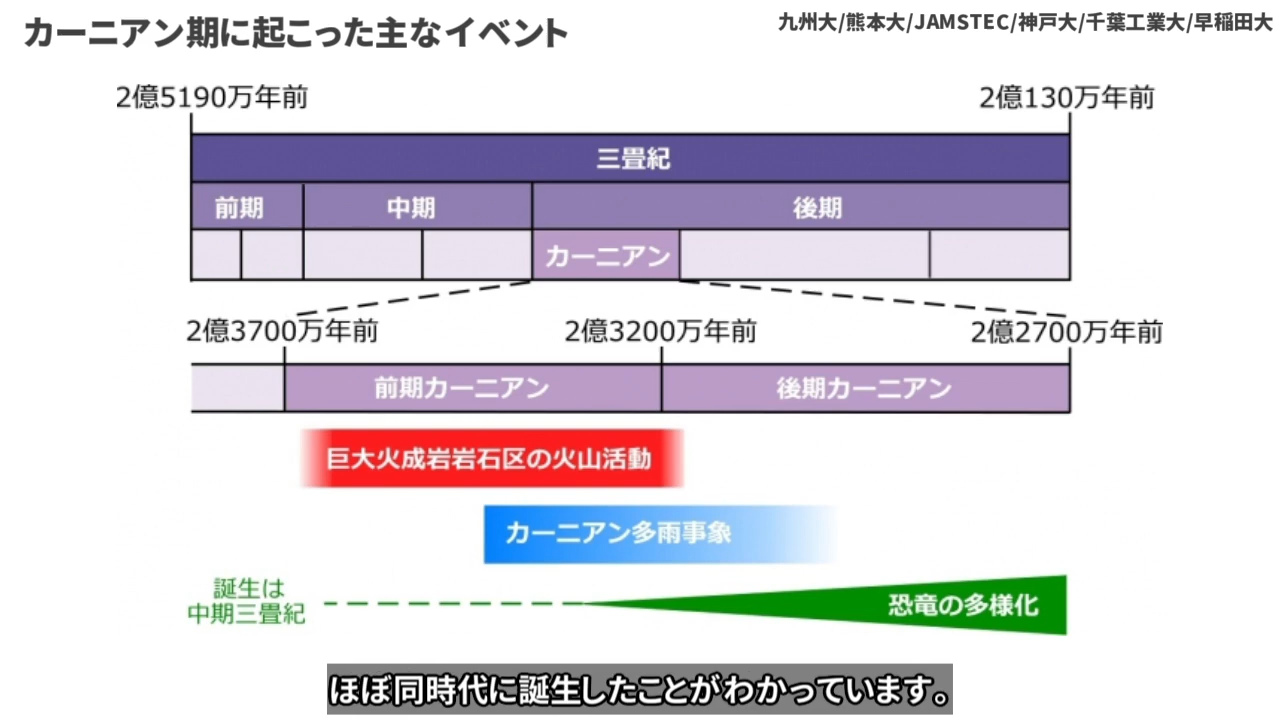 カーニアン期に起こった主なイベント
九州大/熊本大/JAMSTEC/神戸大/千葉工業大/早稲田大
2億5190万年前
2億130万年前
三畳紀
前期
中期
後期
カーニアン
2億3700万年前
2億3200万年前
2億2700万年前
前期カーニアン
後期カーニアン
巨大火成岩岩石区の火山活動
カーニアン多雨事象
誕生は
中期三畳紀
恐竜の多様化
ほぼ同時代に誕生したことがわかっています。